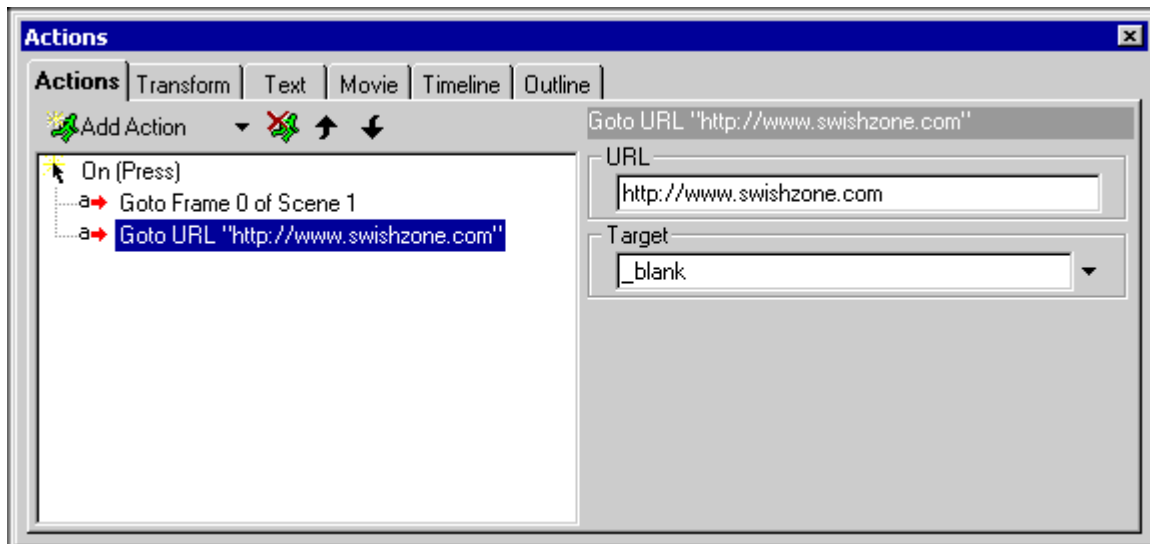 Actions
Actions Transform Text Movie Timeline Outline
Add Action
On (Press)
a Goto Frame 0 of Scene 1
a Goto URL "http://www.swishzone.com"
Goto URL "http://www.swishzone.com"
URL
http://www.swishzone.com
Target
_blank